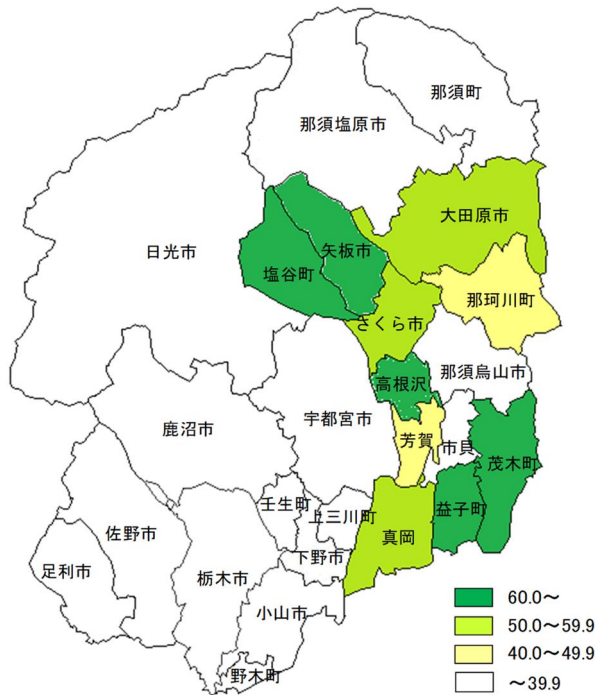 那須町
那須塩原市
大田原市
矢板市
日光市
塩谷町
那珂川町
さくら市
高根沢
那須烏山市
宇都宮市
鹿沼市
芳賀
市貝
茂木町
壬生町
上三川町
益子町
佐野市
真岡
下野市
足利市
栃木市
小山市
野木町
60.0～
50.0～59.9
40.0～49.9
～39.9